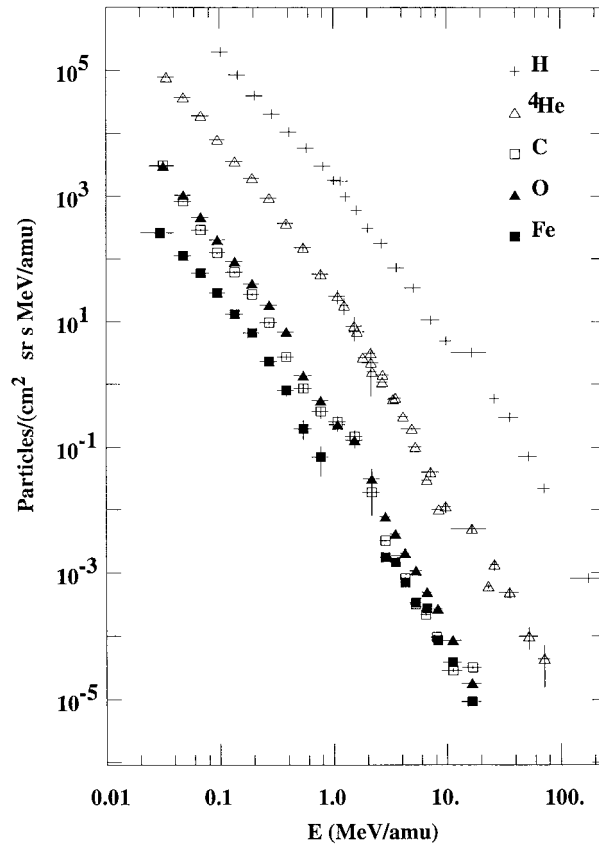 10^5
10^3
10^1
10^-1
10^-3
10^-5
Particles/(cm^2 sr s MeV/amu)
H
^4He
C
O
Fe
0.01 0.1 1.0 10. 100.
E (MeV/amu)